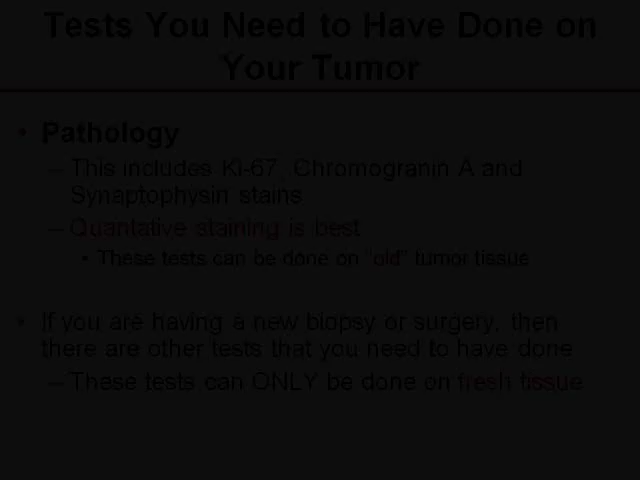 Tests You Need to Have Done on
Your Tumor
• Pathology
– This includes Ki-67, Chromogranin A and
Synaptophysin stains
– Quantative staining is best
• These tests can be done on "old" tumor tissue
• If you are having a new biopsy or surgery, then
there are other tests that you need to have done
– These tests can ONLY be done on fresh tissue